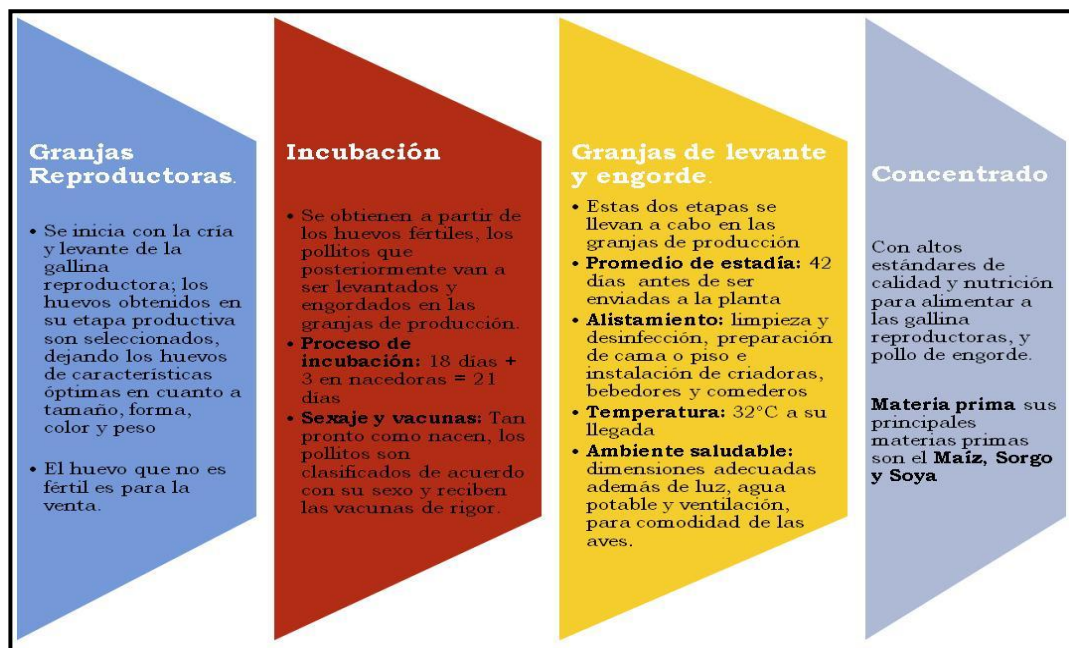 Granjas
Reproductoras.
• Se inicia con la cría
y levante de la
gallina
reproductora; los
huevos obtenidos en
su etapa productiva
son seleccionados,
dejando los huevos
de características
óptimas en cuanto a
tamaño, forma,
color y peso
• El huevo que no es
fértil es para la
venta.
Incubación
• Se obtienen a partir de
los huevos fértiles, los
pollitos que
posteriormente van a
ser levantados y
engordados en las
granjas de producción.
• Proceso de
incubación: 18 días +
3 en nacedoras = 21
días
• Sexaje y vacunas: Tan
pronto como nacen, los
pollitos son
clasificados de acuerdo
con su sexo y reciben
las vacunas de rigor.
Granjas de levante
y engorde.
• Estas dos etapas se
llevan a cabo en las
granjas de producción
• Promedio de estadía: 42
días antes de ser
enviadas a la planta
• Alistamiento: limpieza y
desinfección, preparación
de cama o piso e
instalación de criadoras,
bebedores y comederos
• Temperatura: 32°C a su
llegada
• Ambiente saludable:
dimensiones adecuadas
además de luz, agua
potable y ventilación,
para comodidad de las
aves.
Concentrado
Con altos
estándares de
calidad y nutrición
para alimentar a
las gallina
reproductoras, y
pollo de engorde.
Materia prima sus
principales
materias primas
son el Maíz, Sorgo
y Soya